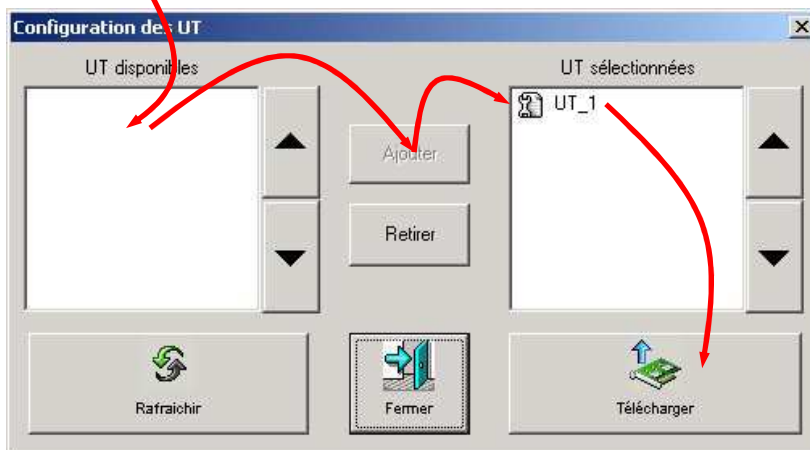 Configuration des UT
UT disponibles
UT sélectionnées
UT_1
Ajouter
Retirer
Rafraichir
Fermer
Télécharger